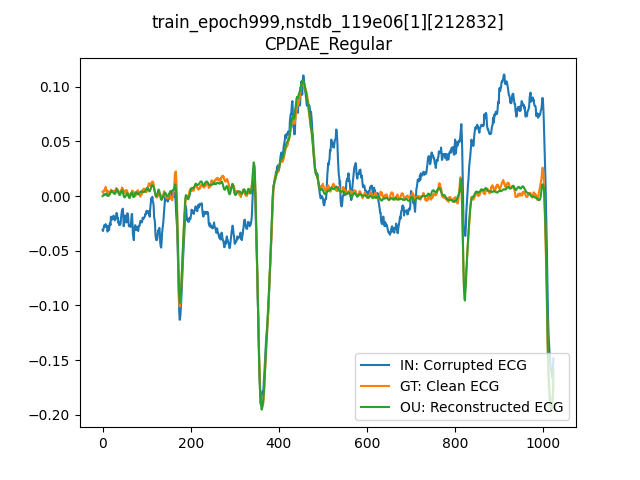 train_epoch999,nstdb_119e06[1][212832]
CPDAE_Regular
0.10
0.05
0.00
−0.05
−0.10
−0.15
−0.20
IN: Corrupted ECG
GT: Clean ECG
OU: Reconstructed ECG
0 200 400 600 800 1000